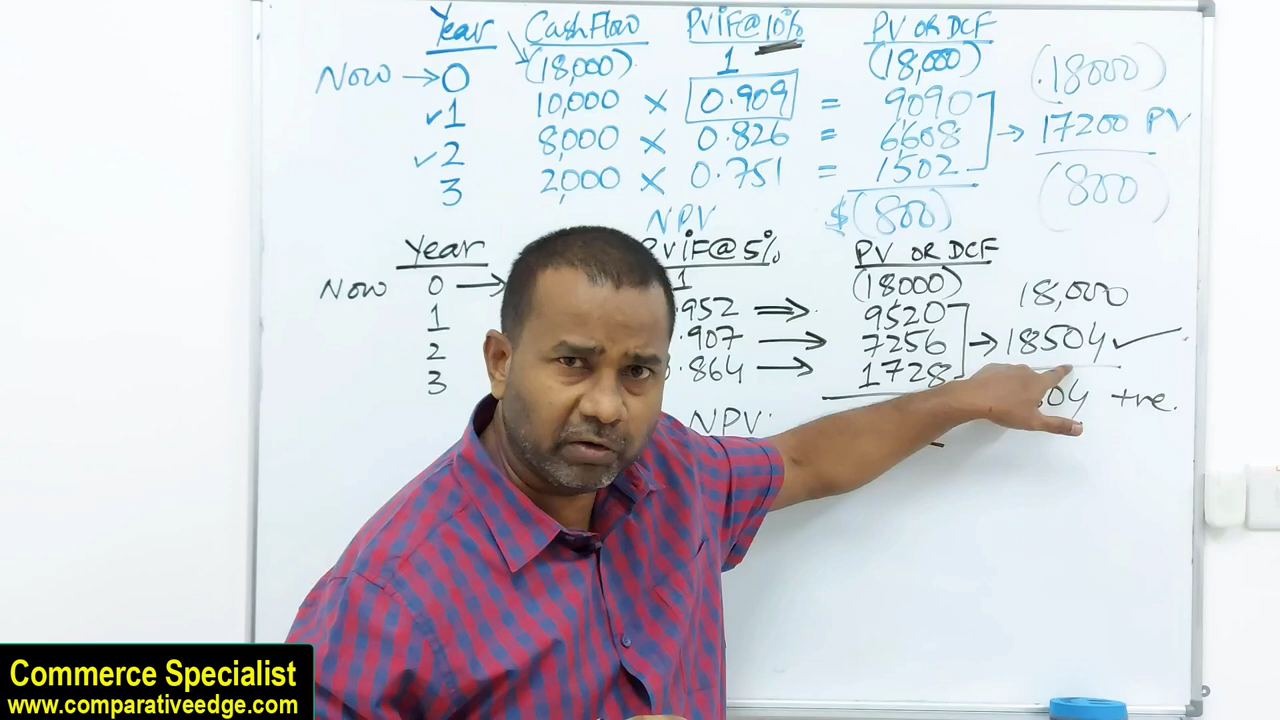 Year Cash Flow PViF@10% PV OR DCF
Now → 0 (18,000) 1 (18,000) (18000)
✓1 10,000 × 0.909 = 9090
✓2 8,000 × 0.826 = 6608 → 17200 PV
3 2,000 × 0.751 = 1502 (800)
NPV $(800)
Year PViF@5% PV OR DCF
Now 0 → 1 (18000) 18,000
1 .952 ⇒ 9520
2 .907 → 7256 → 18504 ✓
3 .864 → 1728
NPV 04 +ve.
Commerce Specialist
www.comparativeedge.com